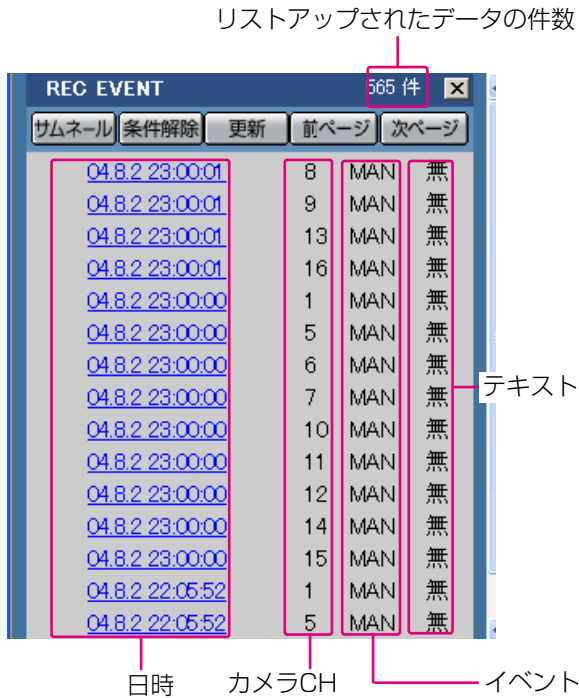 リストアップされたデータの件数
REC EVENT 565 件
サムネール 条件解除 更新 前ページ 次ページ
04.8.2 23:00:01 8 MAN 無
04.8.2 23:00:01 9 MAN 無
04.8.2 23:00:01 13 MAN 無
04.8.2 23:00:01 16 MAN 無
04.8.2 23:00:00 1 MAN 無
04.8.2 23:00:00 5 MAN 無
04.8.2 23:00:00 6 MAN 無
04.8.2 23:00:00 7 MAN 無
テキスト
04.8.2 23:00:00 10 MAN 無
04.8.2 23:00:00 11 MAN 無
04.8.2 23:00:00 12 MAN 無
04.8.2 23:00:00 14 MAN 無
04.8.2 23:00:00 15 MAN 無
04.8.2 22:05:52 1 MAN 無
04.8.2 22:05:52 5 MAN 無
日時 カメラCH イベント